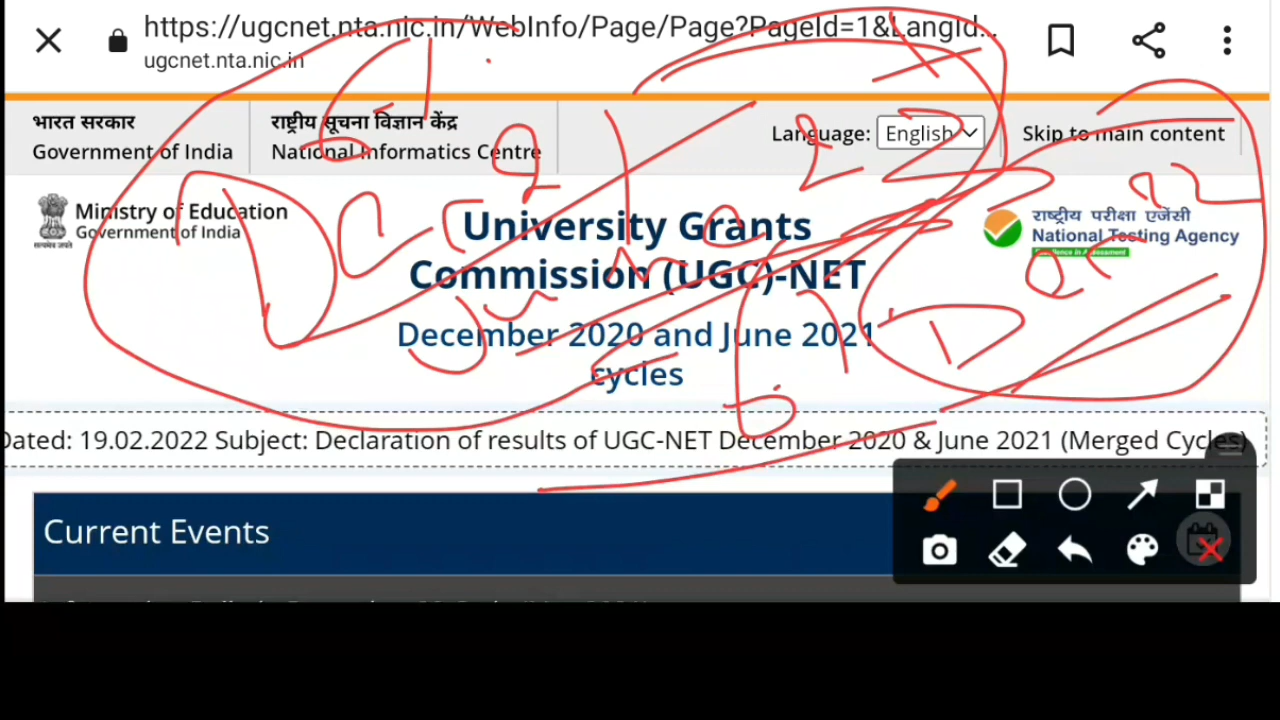 https://ugcnet.nta.nic.in/WebInfo/Page/Page?PageId=1&LangId...
ugcnet.nta.nic.in
भारत सरकार
Government of India
राष्ट्रीय सूचना विज्ञान केंद्र
National Informatics Centre
Language: English
Skip to main content
Ministry of Education
Government of India
University Grants
Commission (UGC)-NET
December 2020 and June 2021
cycles
राष्ट्रीय परीक्षा एजेंसी
National Testing Agency
Excellence in Assessment
Dated: 19.02.2022 Subject: Declaration of results of UGC-NET December 2020 & June 2021 (Merged Cycles)
Current Events